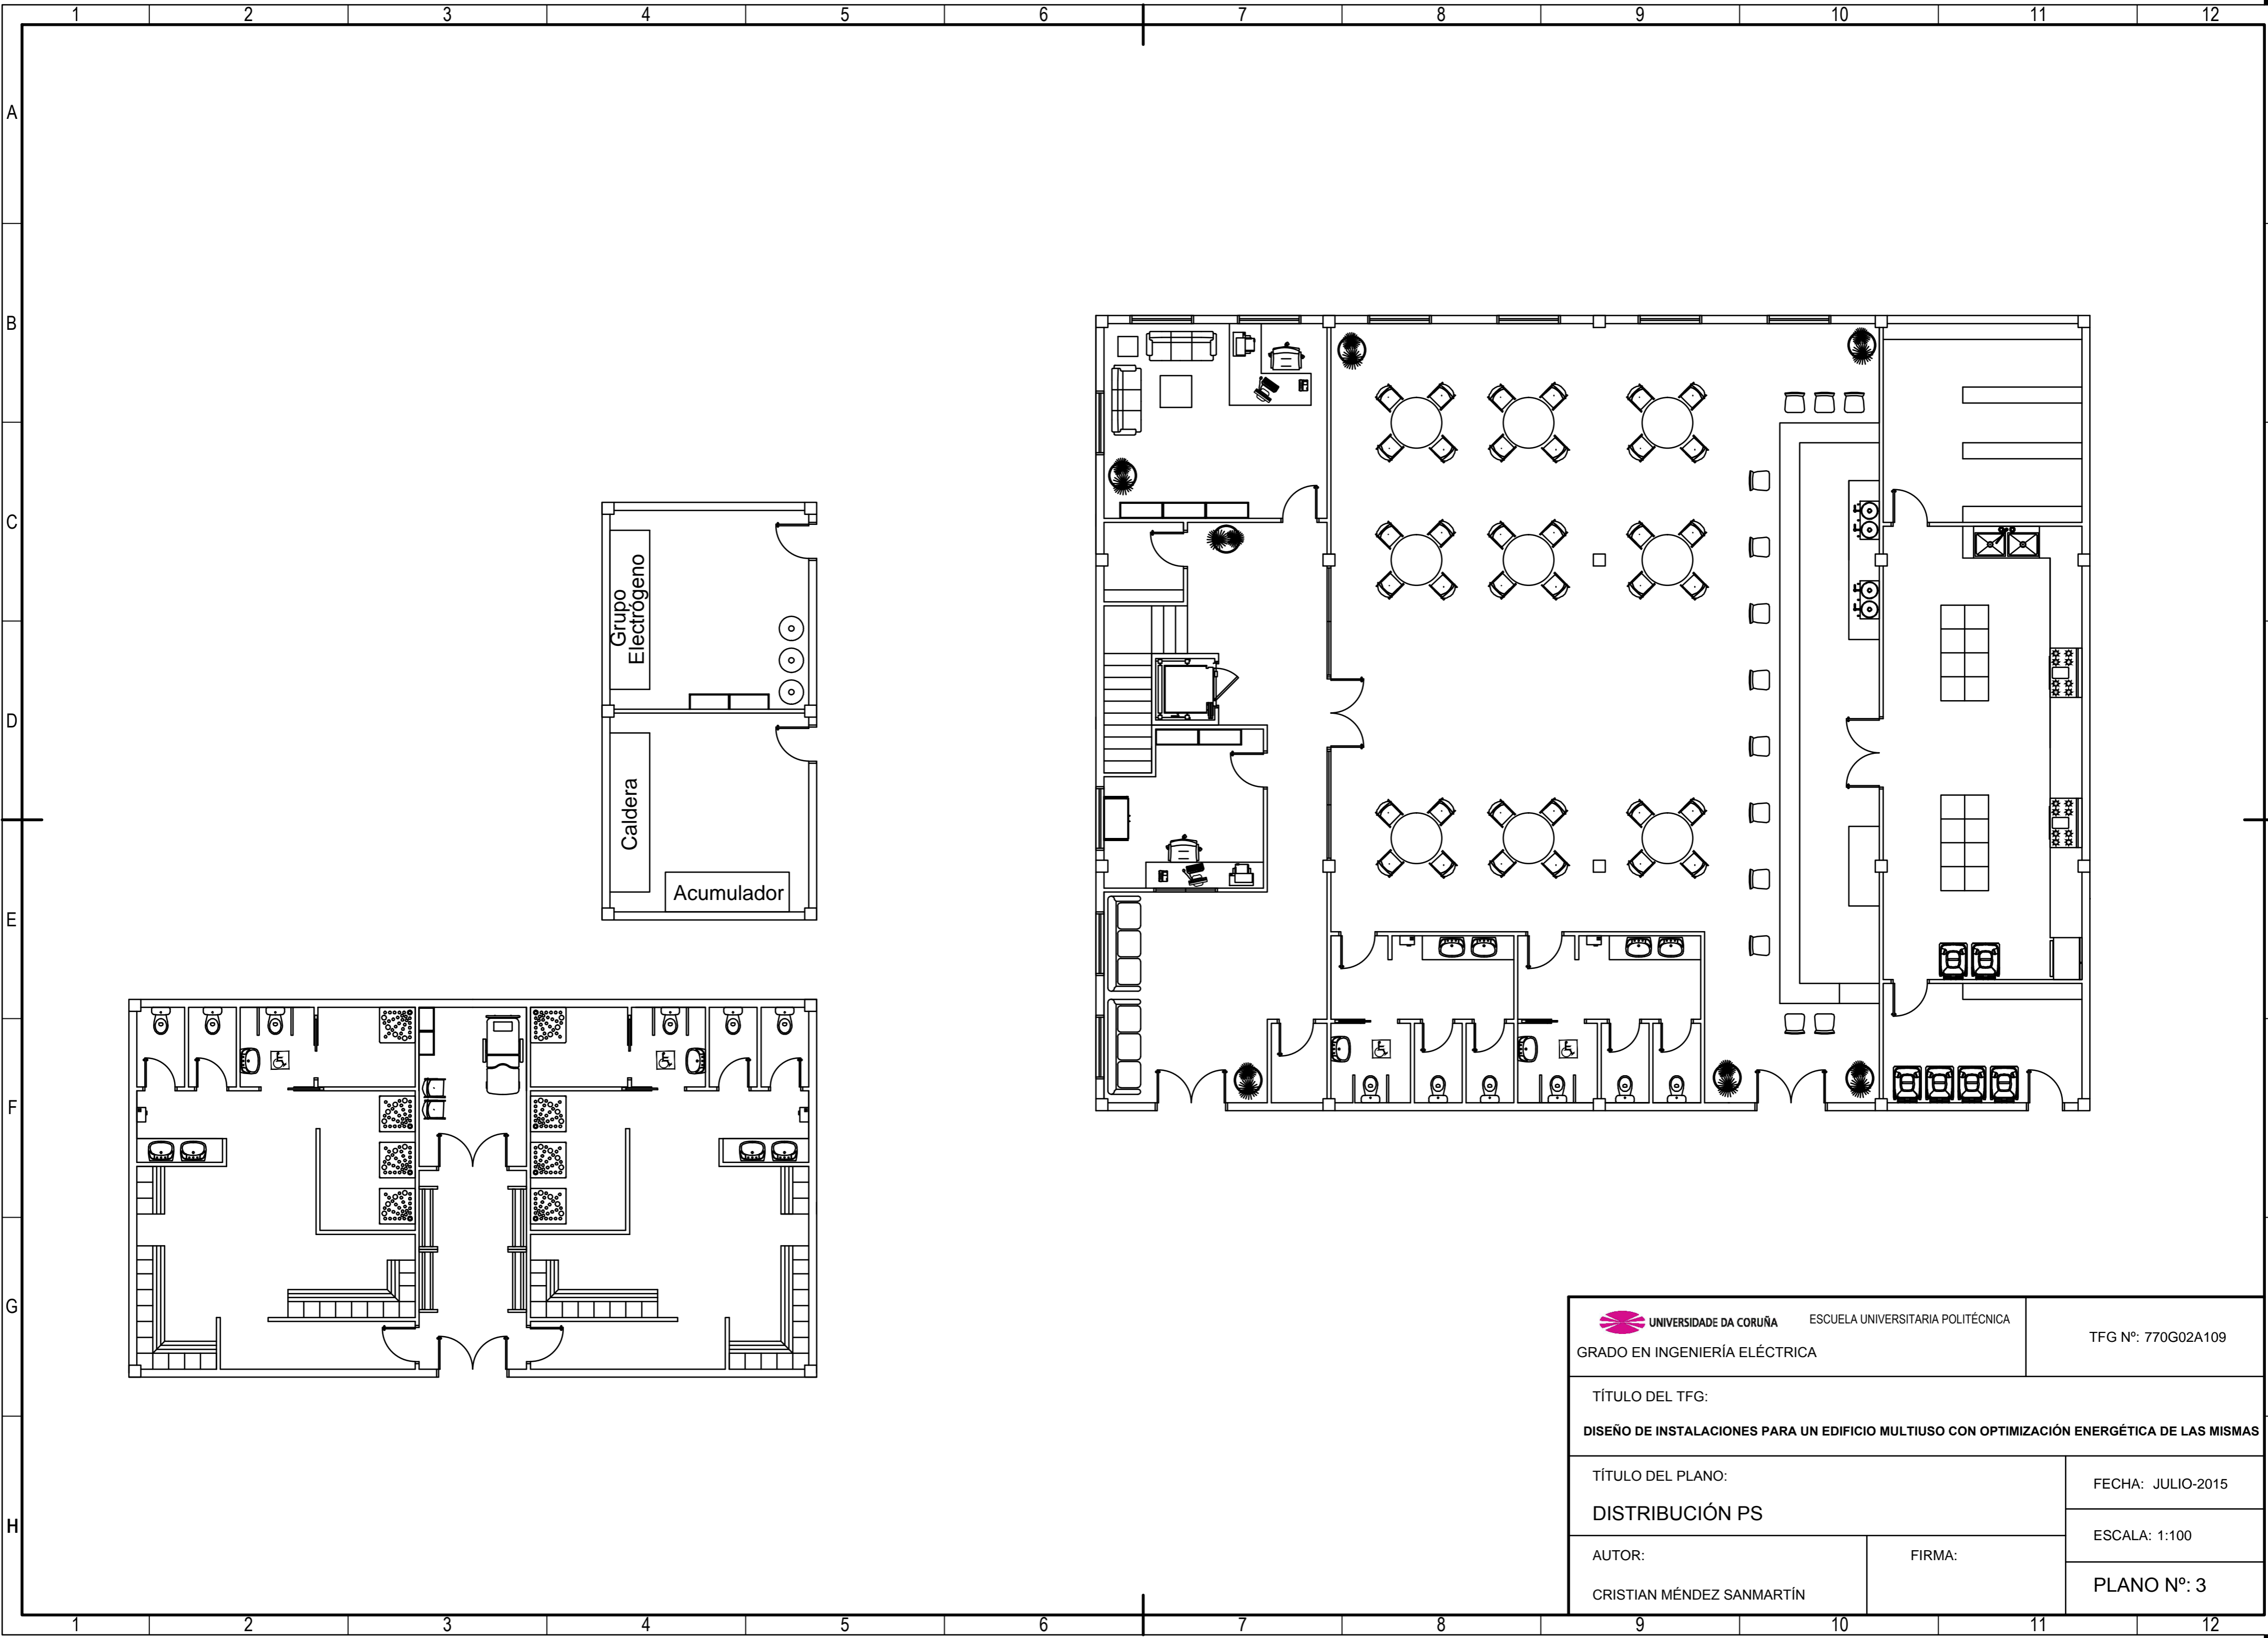 1 2 3 4 5 6 7 8 9 10 11 12
A
B
C
D
E
F
G
H
Grupo
Electrógeno
Caldera
Acumulador
UNIVERSIDADE DA CORUÑA ESCUELA UNIVERSITARIA POLITÉCNICA
GRADO EN INGENIERÍA ELÉCTRICA
TFG Nº: 770G02A109
TÍTULO DEL TFG:
DISEÑO DE INSTALACIONES PARA UN EDIFICIO MULTIUSO CON OPTIMIZACIÓN ENERGÉTICA DE LAS MISMAS
TÍTULO DEL PLANO:
DISTRIBUCIÓN PS
FECHA: JULIO-2015
ESCALA: 1:100
AUTOR:
CRISTIAN MÉNDEZ SANMARTÍN
FIRMA:
PLANO Nº: 3
1 2 3 4 5 6 7 8 9 10 11 12